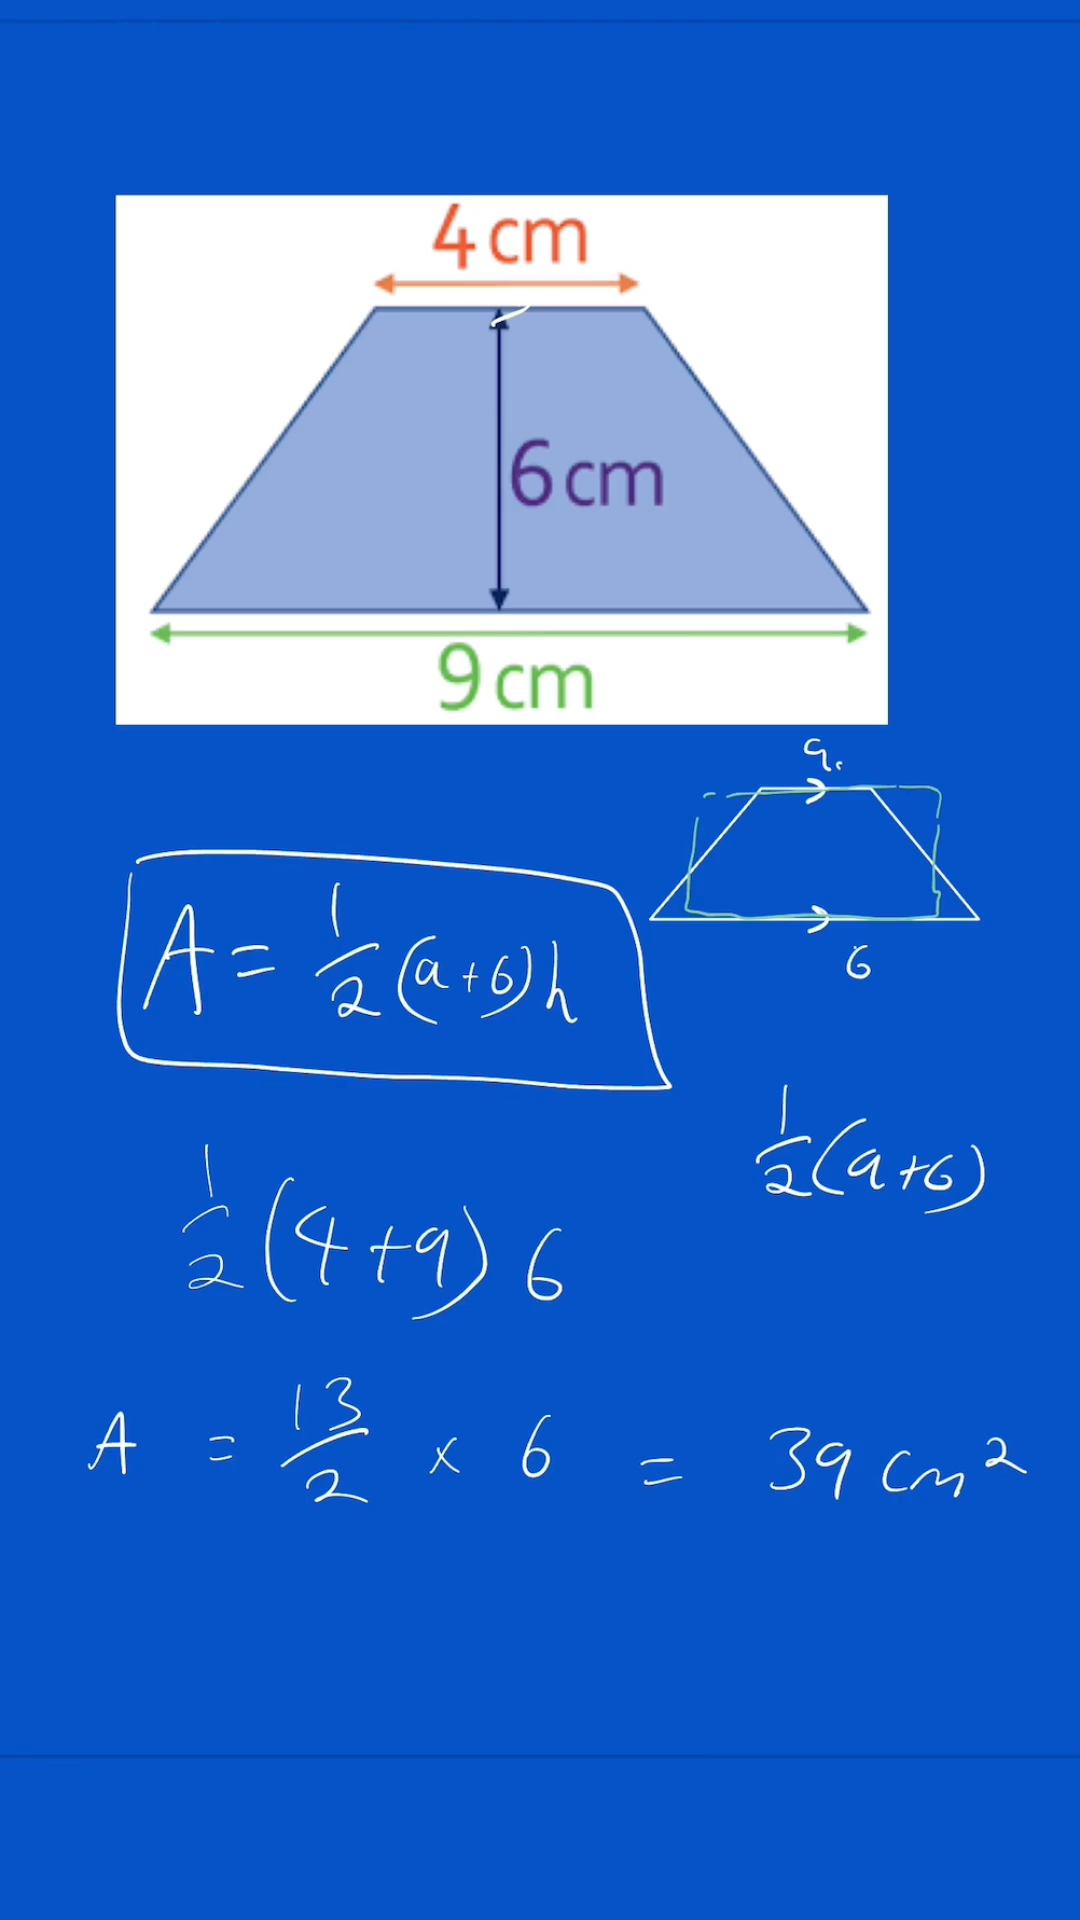 4 cm
6 cm
9 cm
a
b
A = 1/2 (a+b)h
1/2 (a+b)
1/2 (4+9) 6
A = 13/2 × 6 = 39 cm²